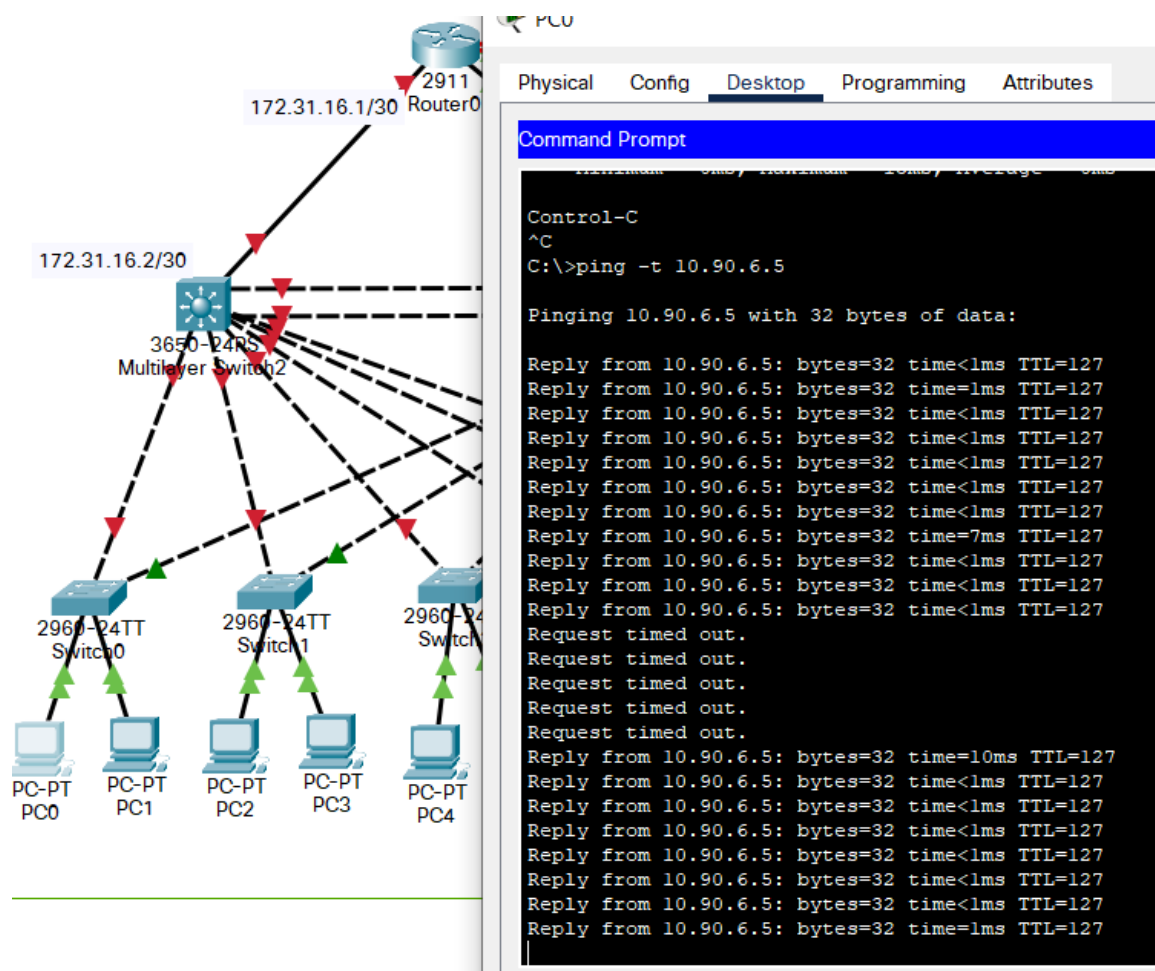 PC0
2911
Router0
172.31.16.1/30
172.31.16.2/30
3650-24PS
Multilayer Switch2
2960-24TT
Switch0
2960-24TT
Switch1
2960-24
Switch
PC-PT
PC0
PC-PT
PC1
PC-PT
PC2
PC-PT
PC3
PC-PT
PC4
Physical Config Desktop Programming Attributes
Command Prompt
Control-C
^C
C:\>ping -t 10.90.6.5
Pinging 10.90.6.5 with 32 bytes of data:
Reply from 10.90.6.5: bytes=32 time<1ms TTL=127
Reply from 10.90.6.5: bytes=32 time=1ms TTL=127
Reply from 10.90.6.5: bytes=32 time<1ms TTL=127
Reply from 10.90.6.5: bytes=32 time<1ms TTL=127
Reply from 10.90.6.5: bytes=32 time<1ms TTL=127
Reply from 10.90.6.5: bytes=32 time<1ms TTL=127
Reply from 10.90.6.5: bytes=32 time<1ms TTL=127
Reply from 10.90.6.5: bytes=32 time=7ms TTL=127
Reply from 10.90.6.5: bytes=32 time<1ms TTL=127
Reply from 10.90.6.5: bytes=32 time<1ms TTL=127
Reply from 10.90.6.5: bytes=32 time<1ms TTL=127
Request timed out.
Request timed out.
Request timed out.
Request timed out.
Request timed out.
Reply from 10.90.6.5: bytes=32 time=10ms TTL=127
Reply from 10.90.6.5: bytes=32 time<1ms TTL=127
Reply from 10.90.6.5: bytes=32 time<1ms TTL=127
Reply from 10.90.6.5: bytes=32 time<1ms TTL=127
Reply from 10.90.6.5: bytes=32 time<1ms TTL=127
Reply from 10.90.6.5: bytes=32 time<1ms TTL=127
Reply from 10.90.6.5: bytes=32 time<1ms TTL=127
Reply from 10.90.6.5: bytes=32 time=1ms TTL=127